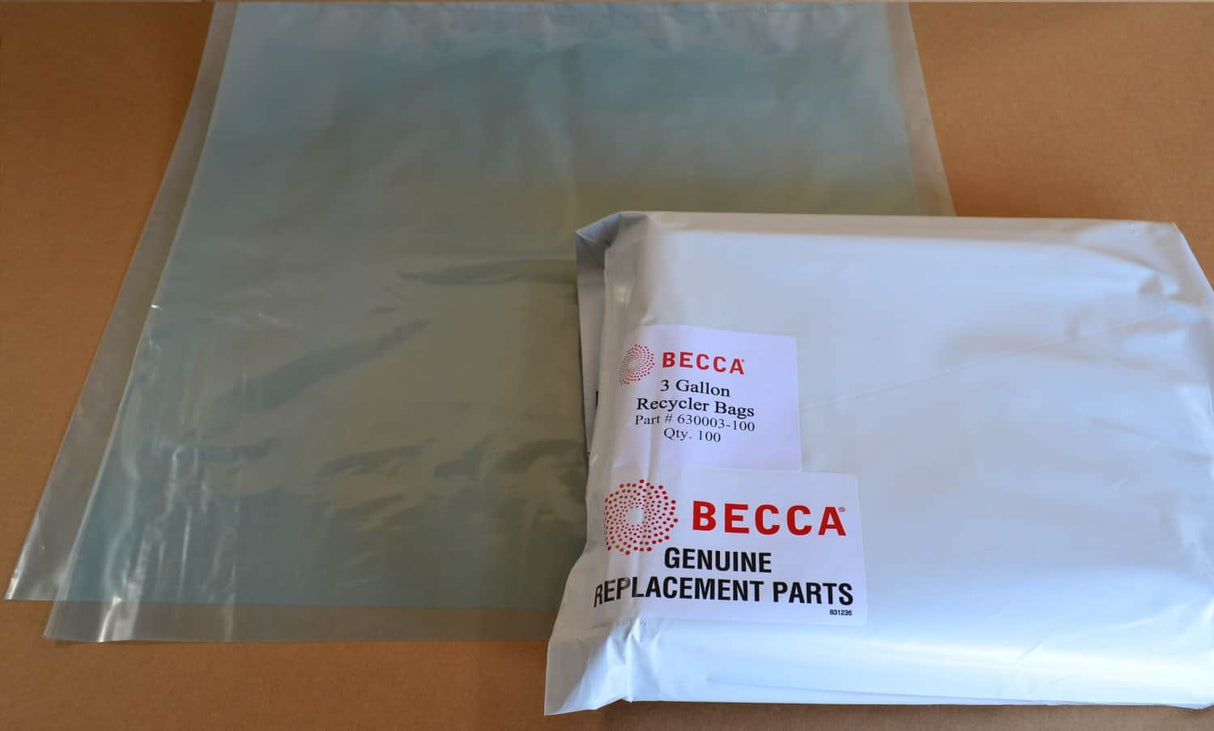 BECCA®
3 Gallon
Recycler Bags
Part # 630003-100
Qty. 100
BECCA®
GENUINE
REPLACEMENT PARTS
831236